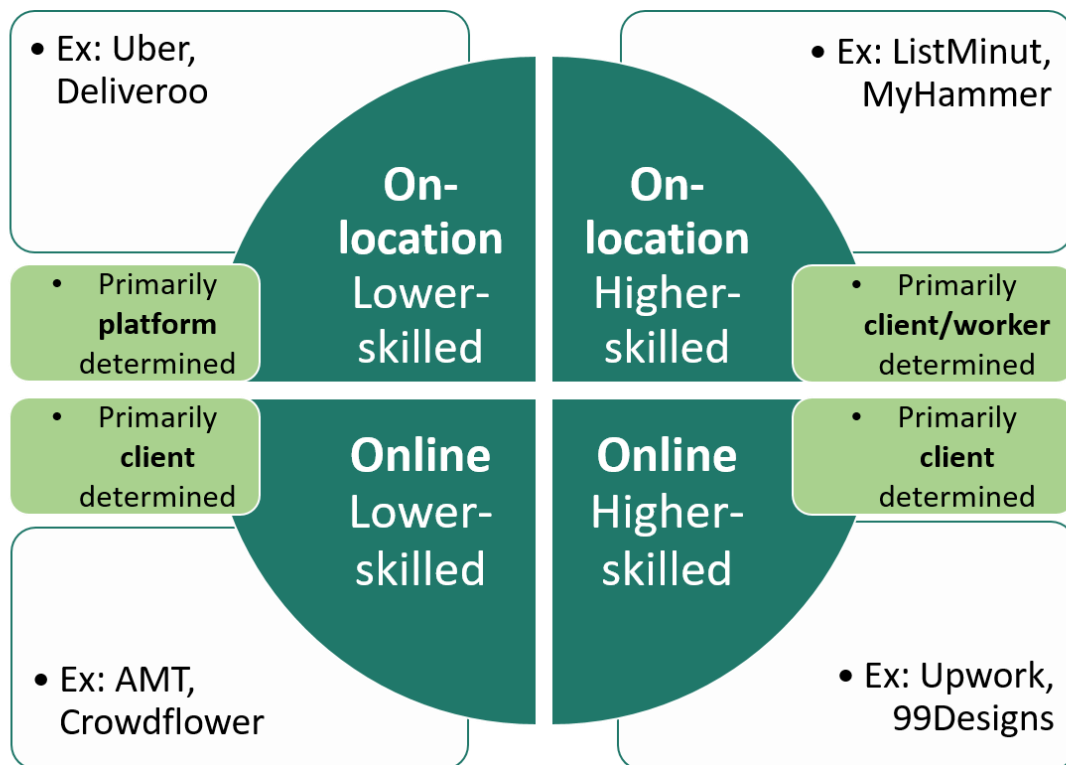 • Ex: Uber,
Deliveroo
• Ex: ListMinut,
MyHammer
On-
location
Lower-
skilled
On-
location
Higher-
skilled
• Primarily
platform
determined
• Primarily
client/worker
determined
• Primarily
client
determined
• Primarily
client
determined
Online
Lower-
skilled
Online
Higher-
skilled
• Ex: AMT,
Crowdflower
• Ex: Upwork,
99Designs